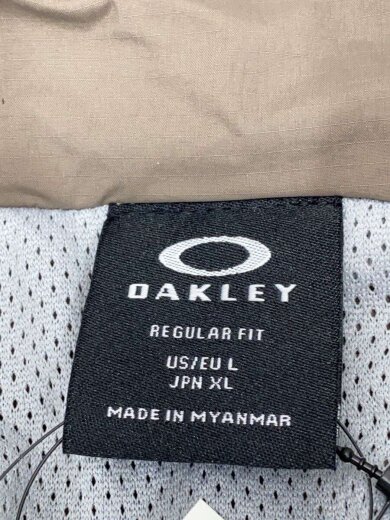 OAKLEY
REGULAR FIT
US/EU L
JPN XL
MADE IN MYANMAR